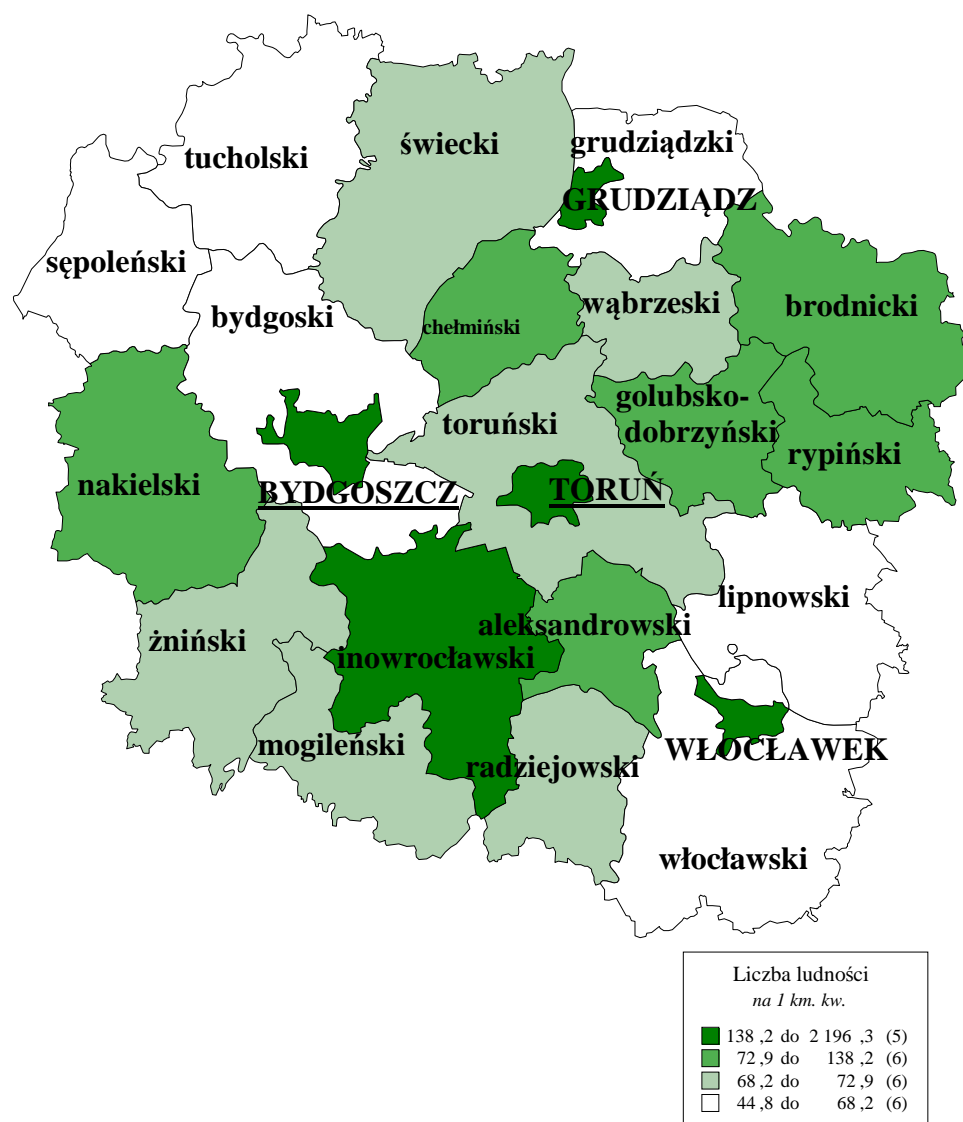 tucholski
świecki
grudziądzki
GRUDZIĄDZ
sępoleński
bydgoski
chełmiński
wąbrzeski
brodnicki
golubsko-
dobrzyński
toruński
rypiński
nakielski
BYDGOSZCZ
TORUŃ
lipnowski
żniński
aleksandrowski
inowrocławski
mogileński
radziejowski
WŁOCŁAWEK
włocławski
Liczba ludności
na 1 km. kw.
138 ,2 do 2 196 ,3 (5)
72 ,9 do 138 ,2 (6)
68 ,2 do 72 ,9 (6)
44 ,8 do 68 ,2 (6)